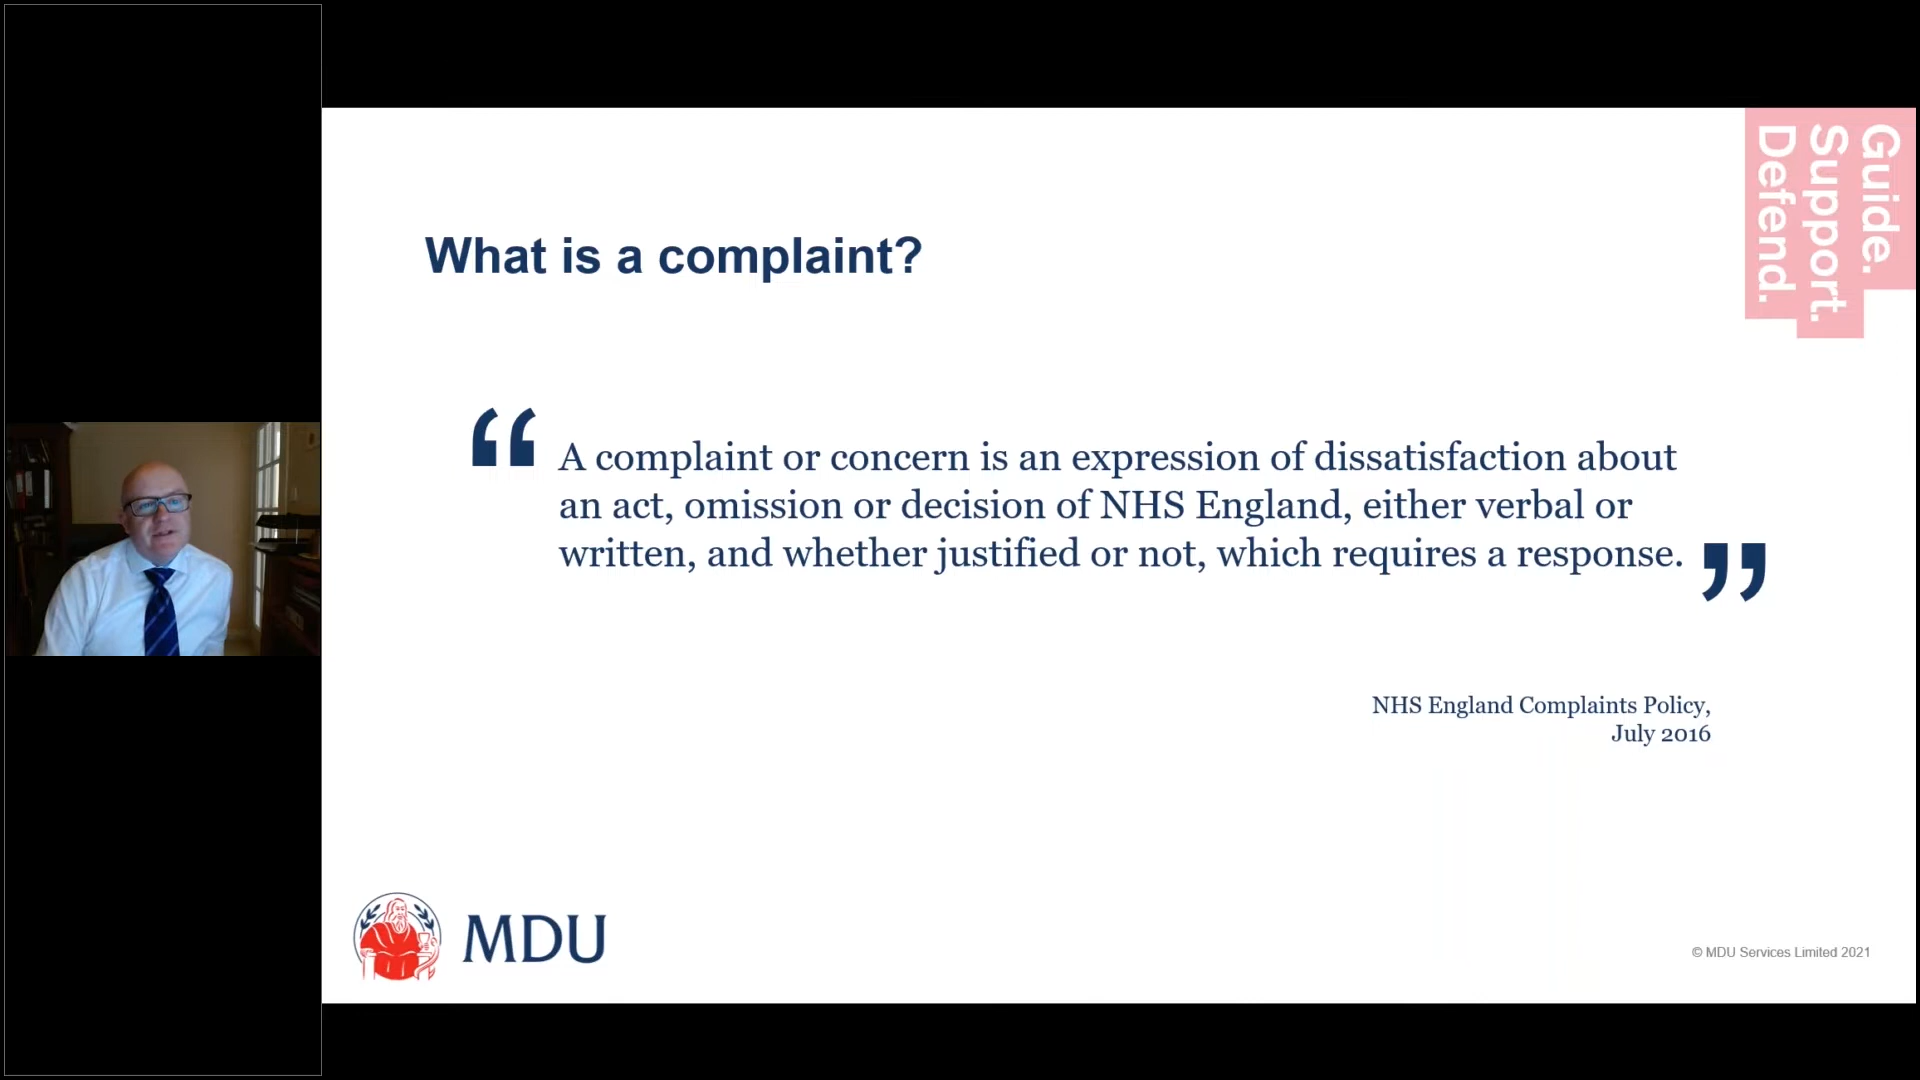 Guide.
Support.
Defend.
What is a complaint?
“A complaint or concern is an expression of dissatisfaction about
an act, omission or decision of NHS England, either verbal or
written, and whether justified or not, which requires a response.”
NHS England Complaints Policy,
July 2016
MDU
© MDU Services Limited 2021